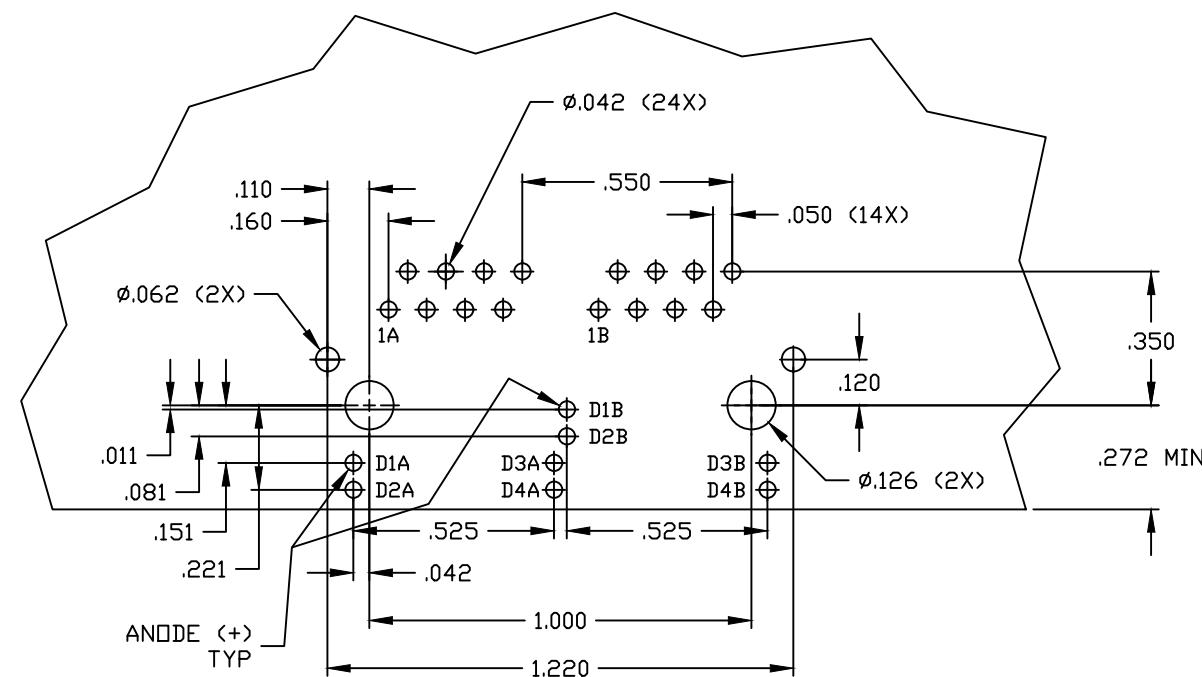 Ø.042 (24X)
.110
.550
.160
.050 (14X)
Ø.062 (2X)
1A
1B
.350
.120
D1B
D2B
.011
D1A
D3A
D3B
.272 MIN
.081
D2A
D4A
D4B
Ø.126 (2X)
.151
.525
.525
.221
.042
1.000
ANODE (+)
TYP
1.220